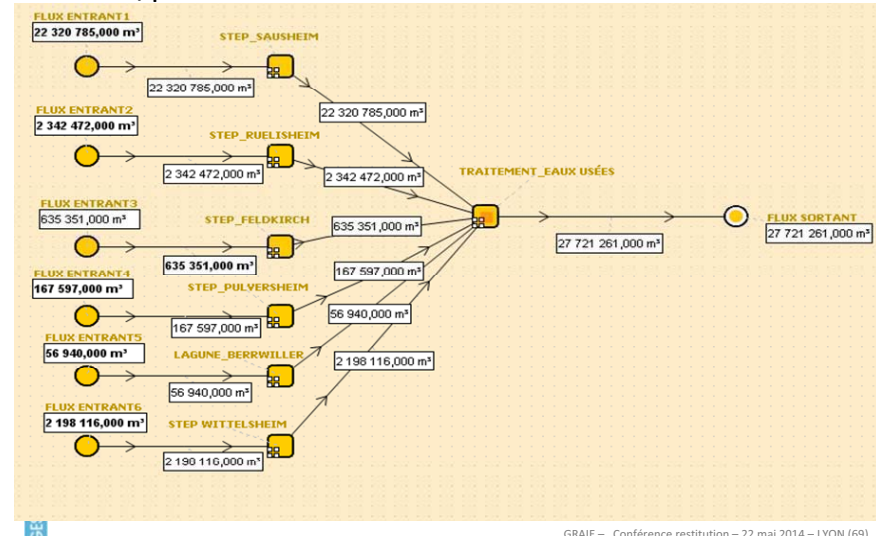 FLUX ENTRANT1
22 320 785,000 m³
STEP_SAUSHEIM
22 320 785,000 m³
22 320 785,000 m³
FLUX ENTRANT2
2 342 472,000 m³
STEP_RUELISHEIM
2 342 472,000 m³
2 342 472,000 m³
TRAITEMENT_EAUX USÉES
FLUX ENTRANT3
635 351,000 m³
STEP_FELDKIRCH
635 351,000 m³
635 351,000 m³
27 721 261,000 m³
FLUX SORTANT
27 721 261,000 m³
FLUX ENTRANT4
167 597,000 m³
STEP_PULVERSHEIM
167 597,000 m³
167 597,000 m³
FLUX ENTRANT5
56 940,000 m³
LAGUNE_BERRWILLER
56 940,000 m³
56 940,000 m³
FLUX ENTRANT6
2 198 116,000 m³
STEP WITTELSHEIM
2 198 116,000 m³
2 190 116,000 m³
GRAIE – Conférence restitution – 22 mai 2014 – LYON (69)